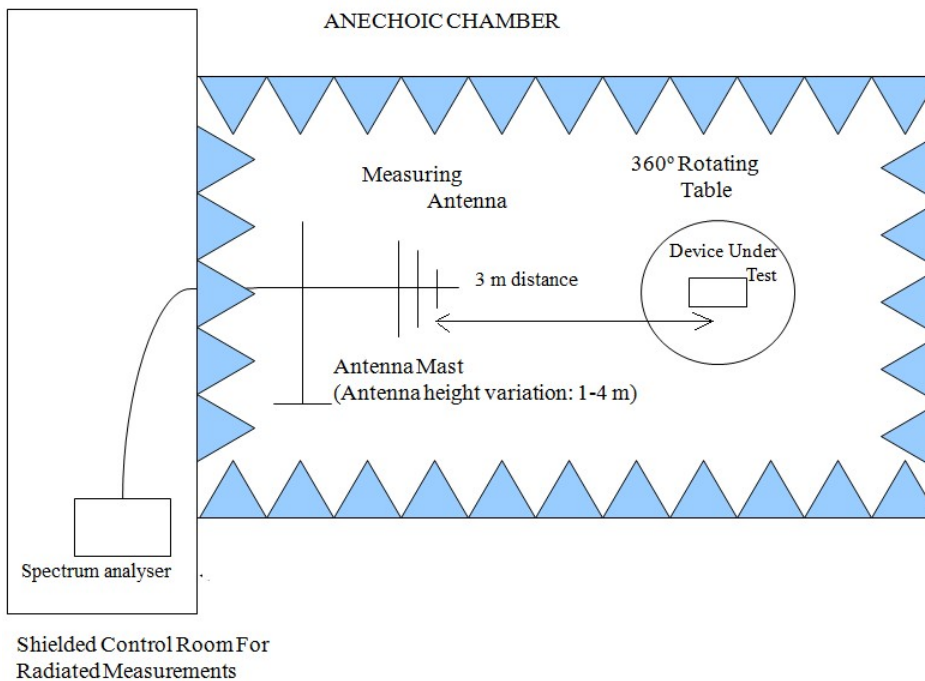 ANECHOIC CHAMBER
360º Rotating
Table
Measuring
Antenna
Device Under
Test
3 m distance
Antenna Mast
(Antenna height variation: 1-4 m)
Spectrum analyser
Shielded Control Room For
Radiated Measurements